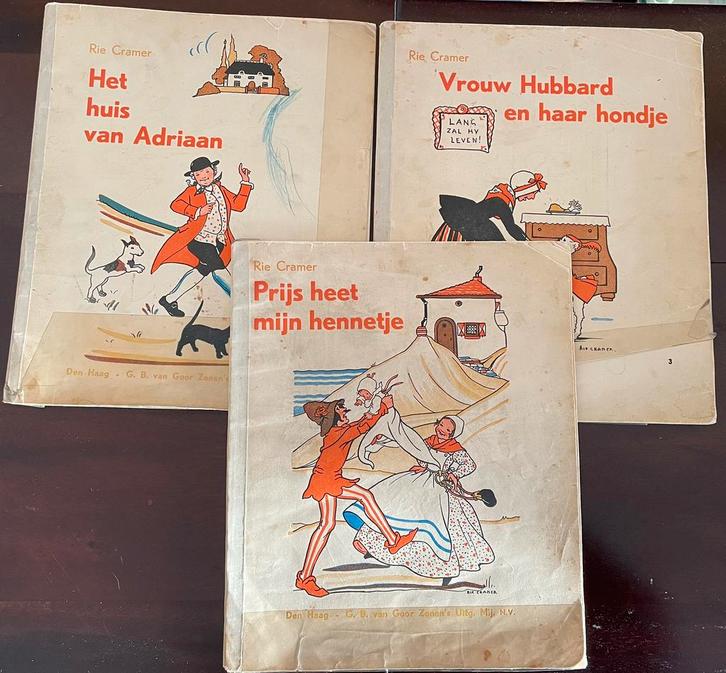 Rie Cramer
Het
huis
van Adriaan
Den Haag - G. B. van Goor Zonen's
Rie Cramer
Vrouw Hubbard
en haar hondje
LANG
ZAL HY
LEVEN!
RIE CRAMER.
3
Rie Cramer
Prijs heet
mijn hennetje
RIE CRAMER
Den Haag - G. B. van Goor Zonen's Uitg. Mij. N.V.